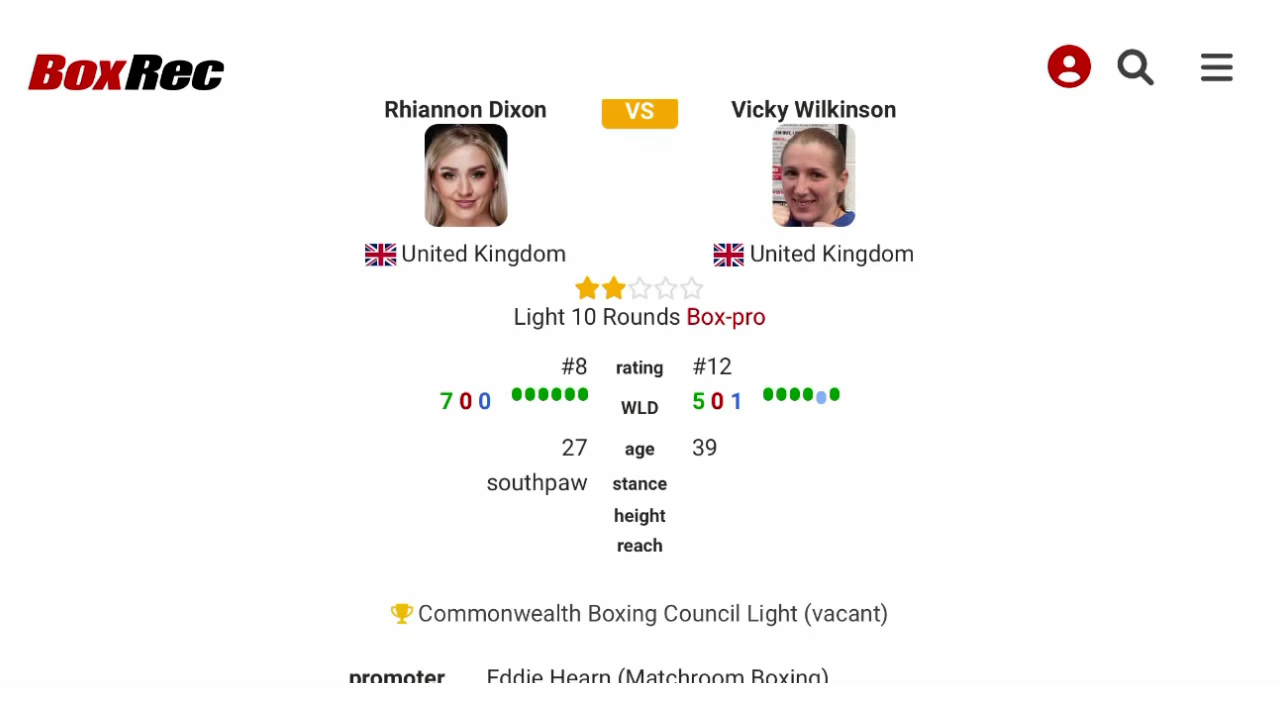 BoxRec
Rhiannon Dixon VS Vicky Wilkinson
United Kingdom United Kingdom
Light 10 Rounds Box-pro
#8 rating #12
7 0 0 WLD 5 0 1
27 age 39
southpaw stance
height
reach
Commonwealth Boxing Council Light (vacant)
promoter Eddie Hearn (Matchroom Boxing)